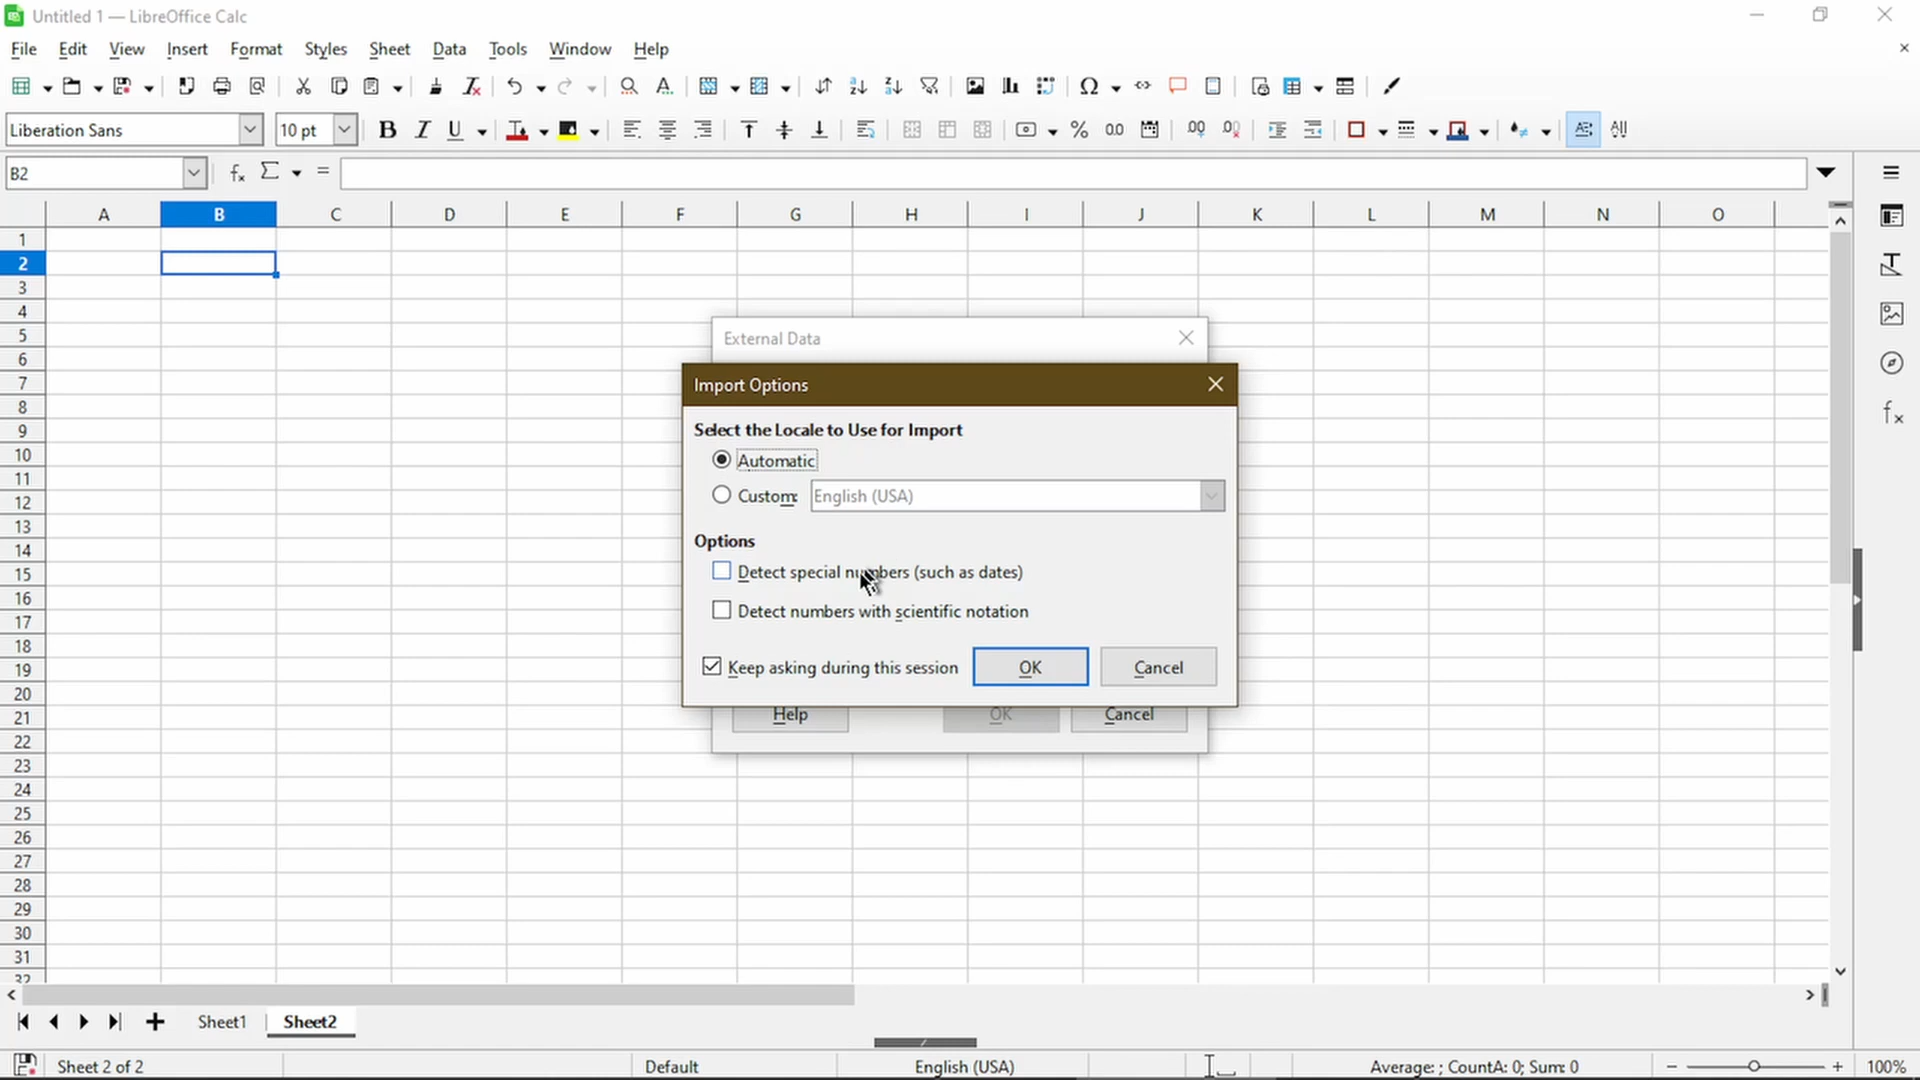 Untitled 1 — LibreOffice Calc
File Edit View Insert Format Styles Sheet Data Tools Window Help
Liberation Sans 10 pt
B2
A B C D E F G H I J K L M N O
1
2
3
4
5
External Data
6
7
Import Options
8
9
Select the Locale to Use for Import
10
Automatic
11
12
Custom: English (USA)
13
14
Options
15
Detect special numbers (such as dates)
16
17
Detect numbers with scientific notation
18
19
Keep asking during this session OK Cancel
20
21
Help OK Cancel
22
23
24
25
26
27
28
29
30
31
32
Sheet1 Sheet2
Sheet 2 of 2 Default English (USA) Average: ; CountA: 0; Sum: 0 100%